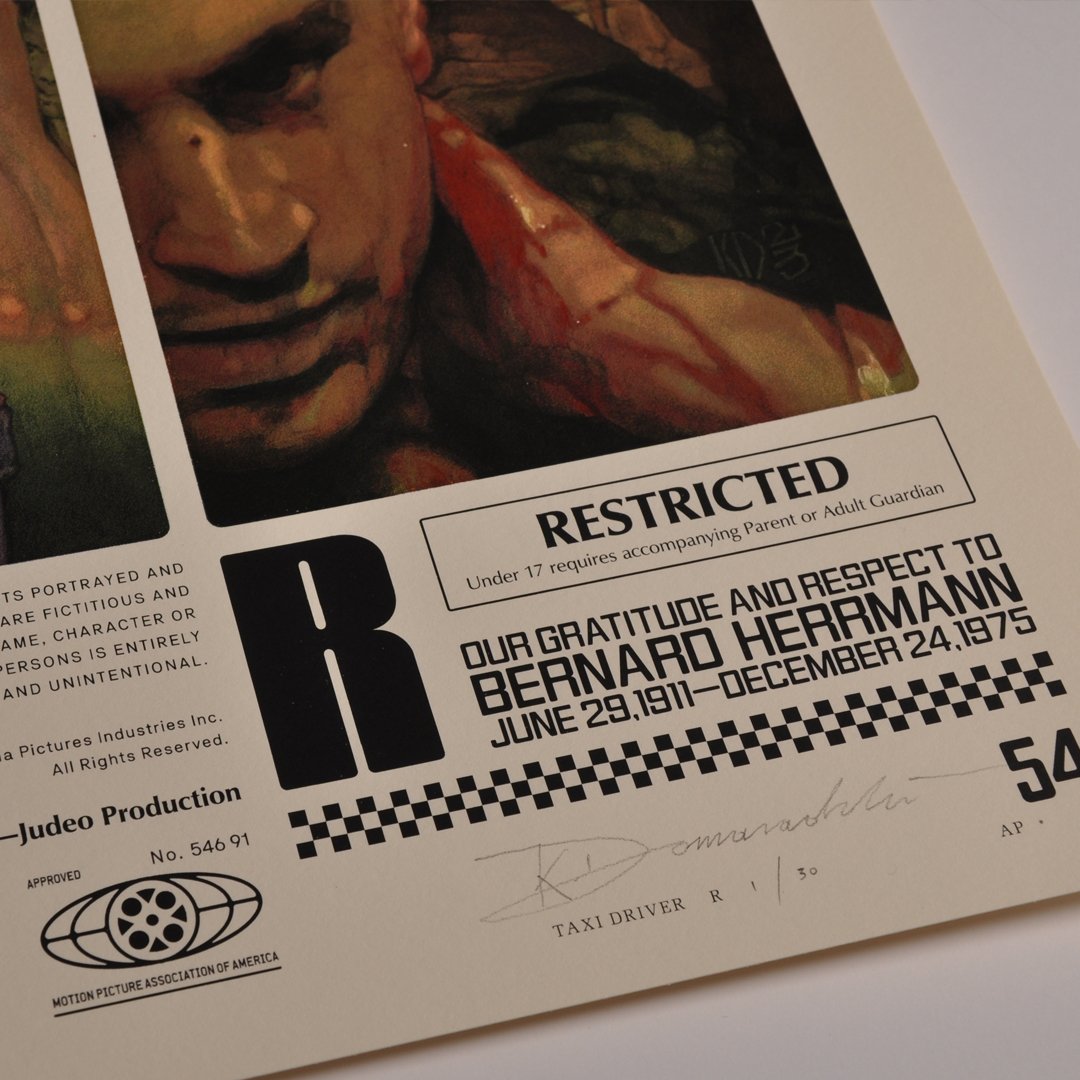 KD 23
RESTRICTED
Under 17 requires accompanying Parent or Adult Guardian
R
OUR GRATITUDE AND RESPECT TO
BERNARD HERRMANN
JUNE 29,1911—DECEMBER 24,1975
TS PORTRAYED AND
ARE FICTITIOUS AND
AME, CHARACTER OR
PERSONS IS ENTIRELY
AND UNINTENTIONAL.
Pictures Industries Inc.
All Rights Reserved.
—Judeo Production
No. 54691
APPROVED
MOTION PICTURE ASSOCIATION OF AMERICA
54
TAXI DRIVER R 1/30
AP.